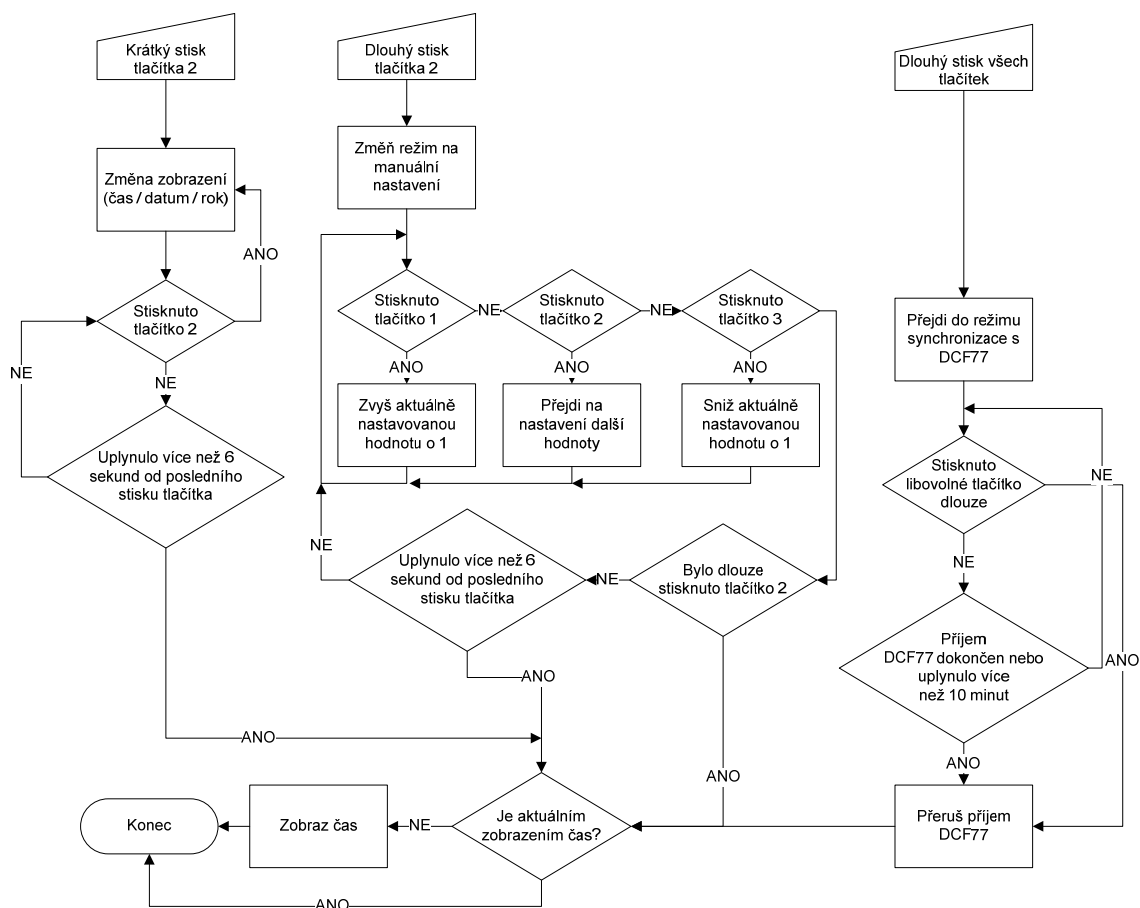 Krátký stisk
tlačítka 2
Změna zobrazení
(čas / datum / rok)
ANO
Stisknuto
tlačítko 2
NE
NE
Uplynulo více než 6
sekund od posledního
stisku tlačítka
ANO
Dlouhý stisk
tlačítka 2
Změň režim na
manuální
nastavení
Stisknuto
tlačítko 1
NE
Stisknuto
tlačítko 2
NE
Stisknuto
tlačítko 3
ANO
ANO
ANO
Zvyš aktuálně
nastavovanou
hodnotu o 1
Přejdi na
nastavení další
hodnoty
Sniž aktuálně
nastavovanou
hodnotu o 1
NE
Uplynulo více než 6
sekund od posledního
stisku tlačítka
NE
Bylo dlouze
stisknuto tlačítko 2
ANO
ANO
Dlouhý stisk všech
tlačítek
Přejdi do režimu
synchronizace s
DCF77
Stisknuto
libovolné tlačítko
dlouze
NE
NE
Příjem
DCF77 dokončen nebo
uplynulo více
než 10 minut
ANO
ANO
Přeruš příjem
DCF77
Je aktuálním
zobrazením čas?
NE
Zobraz čas
Konec
ANO